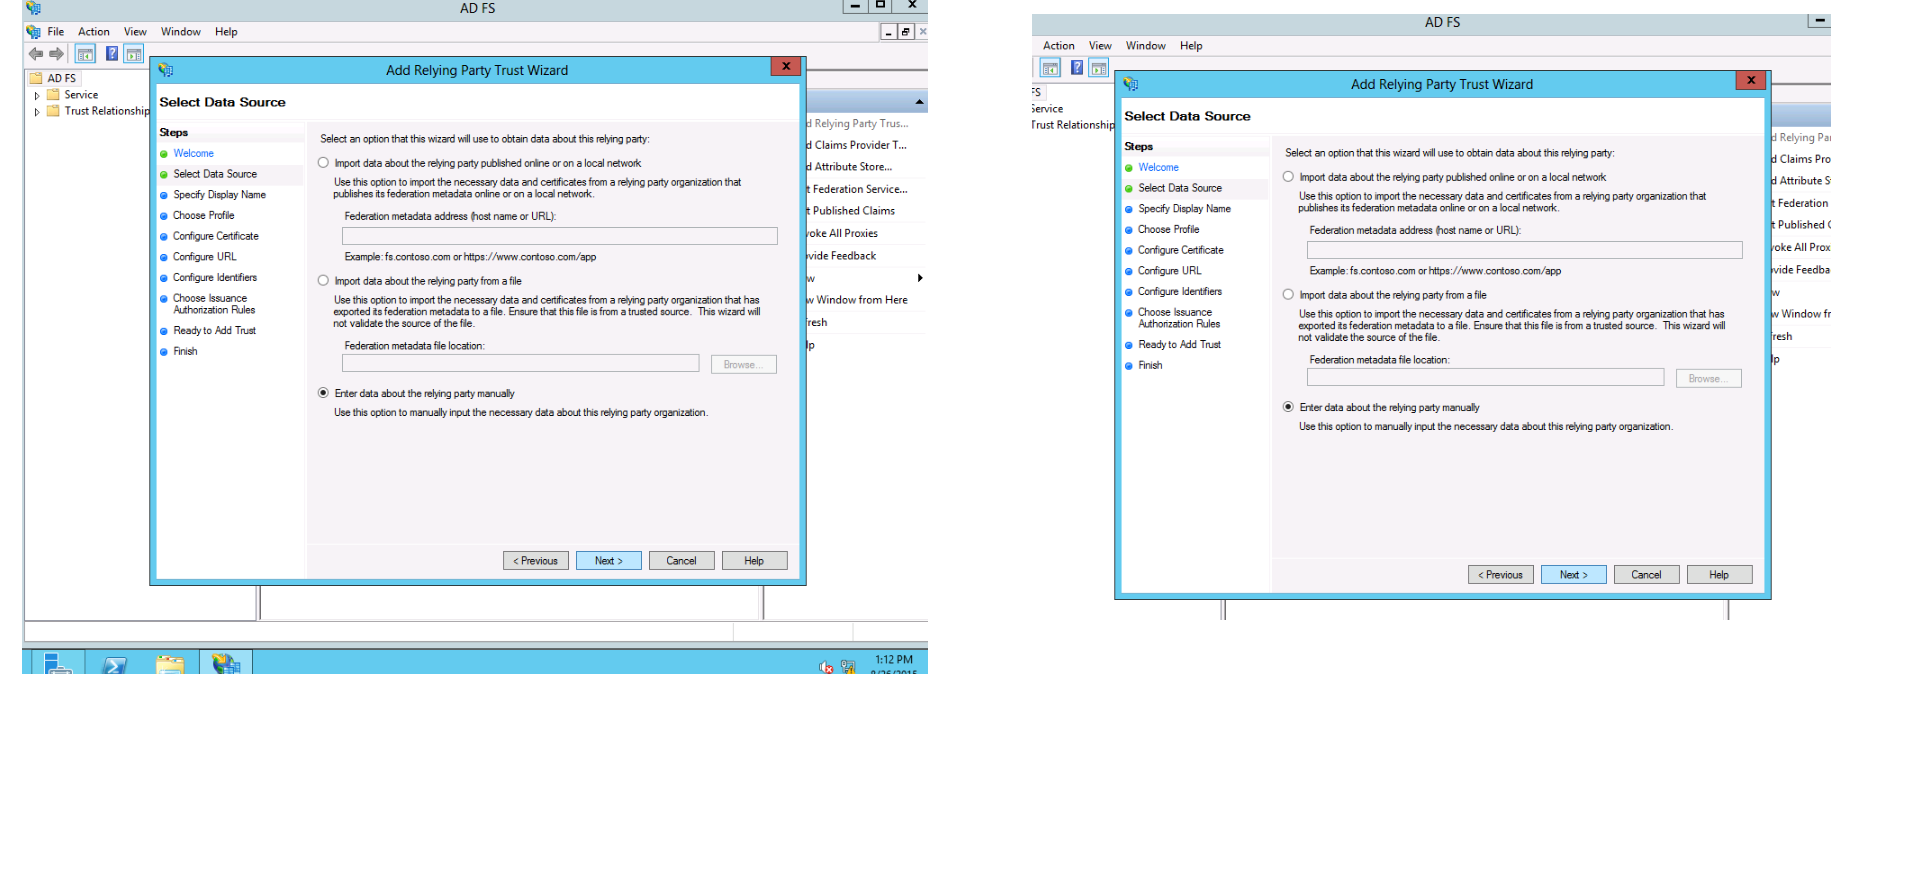 AD FS
File Action View Window Help
AD FS
Service
Trust Relationship
Add Relying Party Trust Wizard
Select Data Source
Steps
Welcome
Select Data Source
Specify Display Name
Choose Profile
Configure Certificate
Configure URL
Configure Identifiers
Choose Issuance
Authorization Rules
Ready to Add Trust
Finish
Select an option that this wizard will use to obtain data about this relying party:
Import data about the relying party published online or on a local network
Use this option to import the necessary data and certificates from a relying party organization that
publishes its federation metadata online or on a local network.
Federation metadata address (host name or URL):
Example: fs.contoso.com or https://www.contoso.com/app
Import data about the relying party from a file
Use this option to import the necessary data and certificates from a relying party organization that has
exported its federation metadata to a file. Ensure that this file is from a trusted source.  This wizard will
not validate the source of the file.
Federation metadata file location:
Browse...
Enter data about the relying party manually
Use this option to manually input the necessary data about this relying party organization.
< Previous
Next >
Cancel
Help
d Relying Party Trus...
d Claims Provider T...
d Attribute Store...
t Federation Service...
t Published Claims
voke All Proxies
vide Feedback
w
w Window from Here
fresh
lp
1:12 PM
8/26/2015
AD FS
Action View Window Help
FS
Service
Trust Relationship
Add Relying Party Trust Wizard
Select Data Source
Steps
Welcome
Select Data Source
Specify Display Name
Choose Profile
Configure Certificate
Configure URL
Configure Identifiers
Choose Issuance
Authorization Rules
Ready to Add Trust
Finish
Select an option that this wizard will use to obtain data about this relying party:
Import data about the relying party published online or on a local network
Use this option to import the necessary data and certificates from a relying party organization that
publishes its federation metadata online or on a local network.
Federation metadata address (host name or URL):
Example: fs.contoso.com or https://www.contoso.com/app
Import data about the relying party from a file
Use this option to import the necessary data and certificates from a relying party organization that has
exported its federation metadata to a file. Ensure that this file is from a trusted source.  This wizard will
not validate the source of the file.
Federation metadata file location:
Browse...
Enter data about the relying party manually
Use this option to manually input the necessary data about this relying party organization.
< Previous
Next >
Cancel
Help
d Relying Par
d Claims Pro
d Attribute St
t Federation
t Published C
voke All Prox
vide Feedba
w
w Window fr
fresh
lp